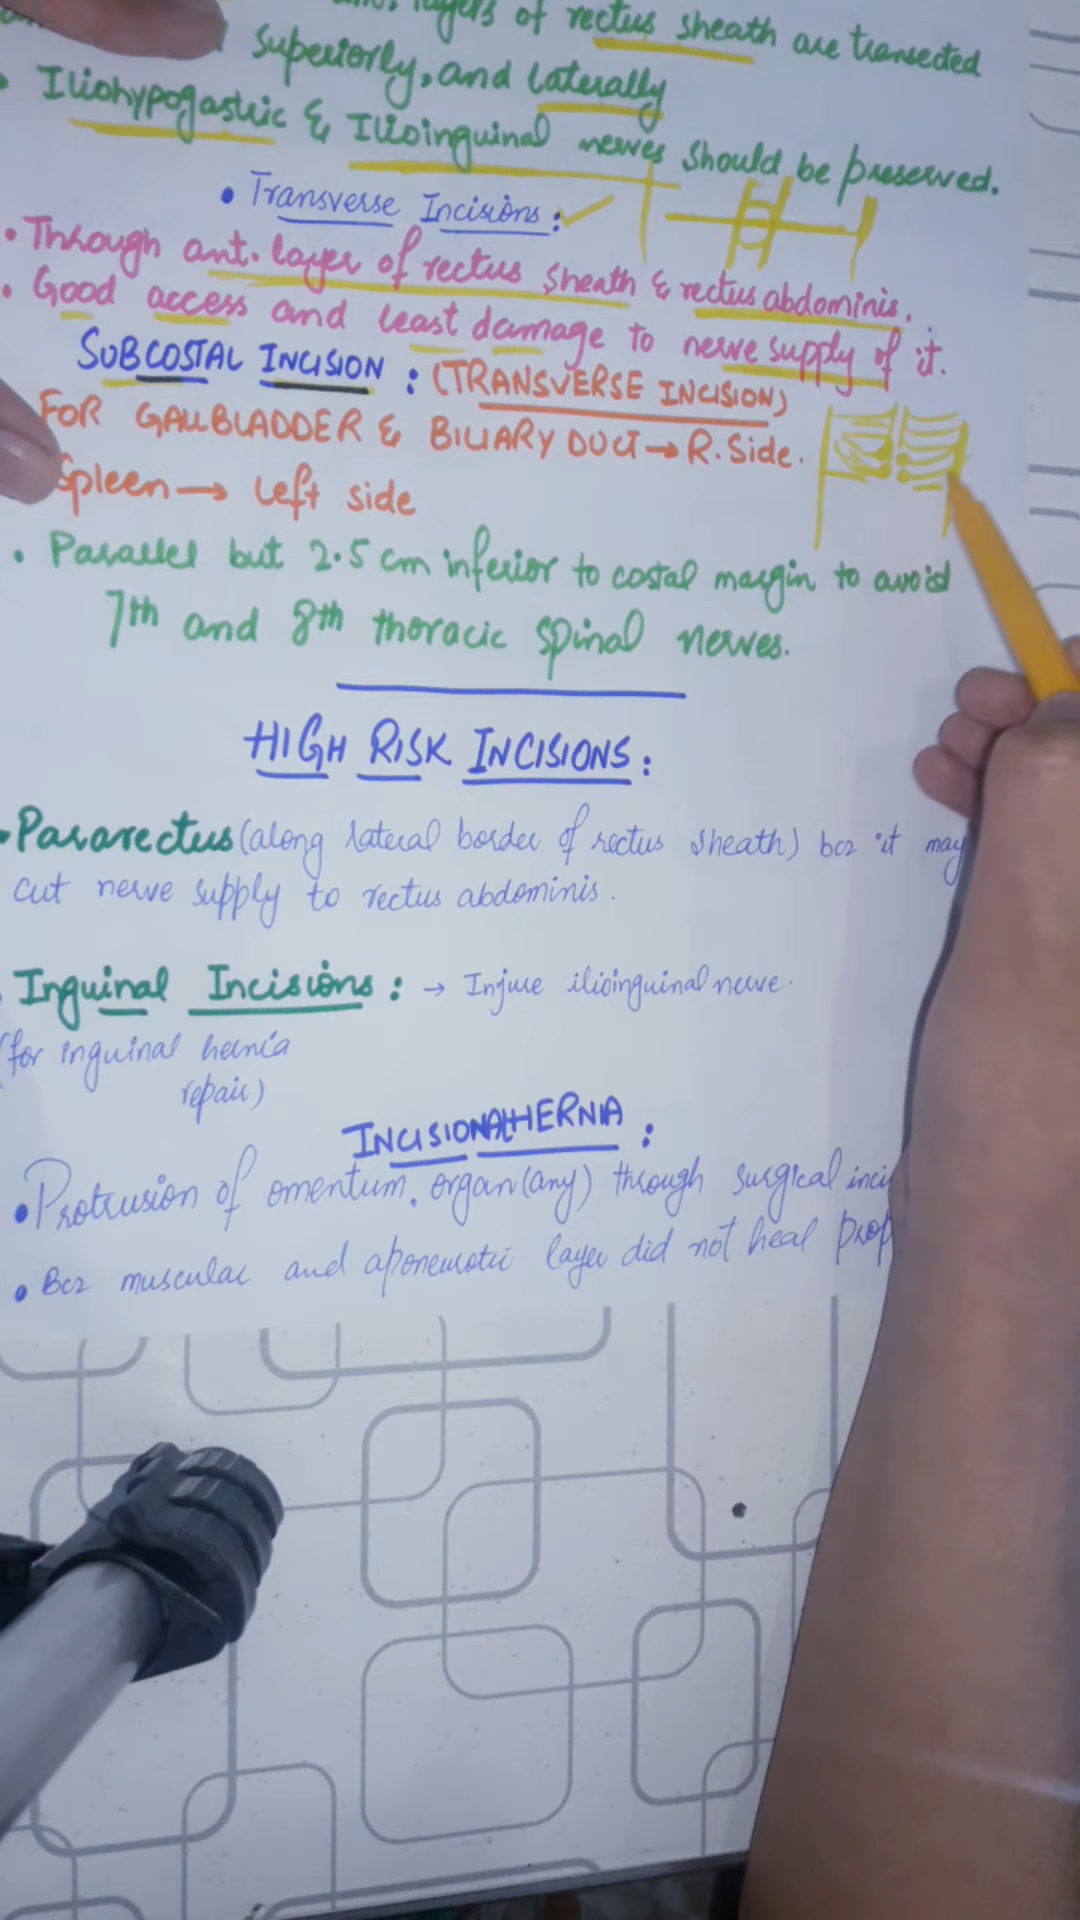 layers of rectus sheath are transected
Superiorly, and laterally
Iliohypogastric & Ilioinguinal nerves should be preserved.
• Transverse Incisions:
• Through ant. layer of rectus sheath & rectus abdominis.
• Good access and least damage to nerve supply of it.
SUBCOSTAL INCISION : (TRANSVERSE INCISION)
FOR GALLBLADDER & BILIARY DUCT → R. Side.
Spleen → left side
• Parallel but 2.5 cm inferior to costal margin to avoid
7th and 8th thoracic spinal nerves.
HIGH RISK INCISIONS:
• Pararectus (along lateral border of rectus sheath) bcz it may
cut nerve supply to rectus abdominis.
Inguinal Incisions: → Injure ilioinguinal nerve.
(for inguinal hernia
repair)
INCISIONAL HERNIA :
• Protrusion of omentum, organ (any) through surgical inci
• Bcz muscular and aponeurotic layer did not heal prop